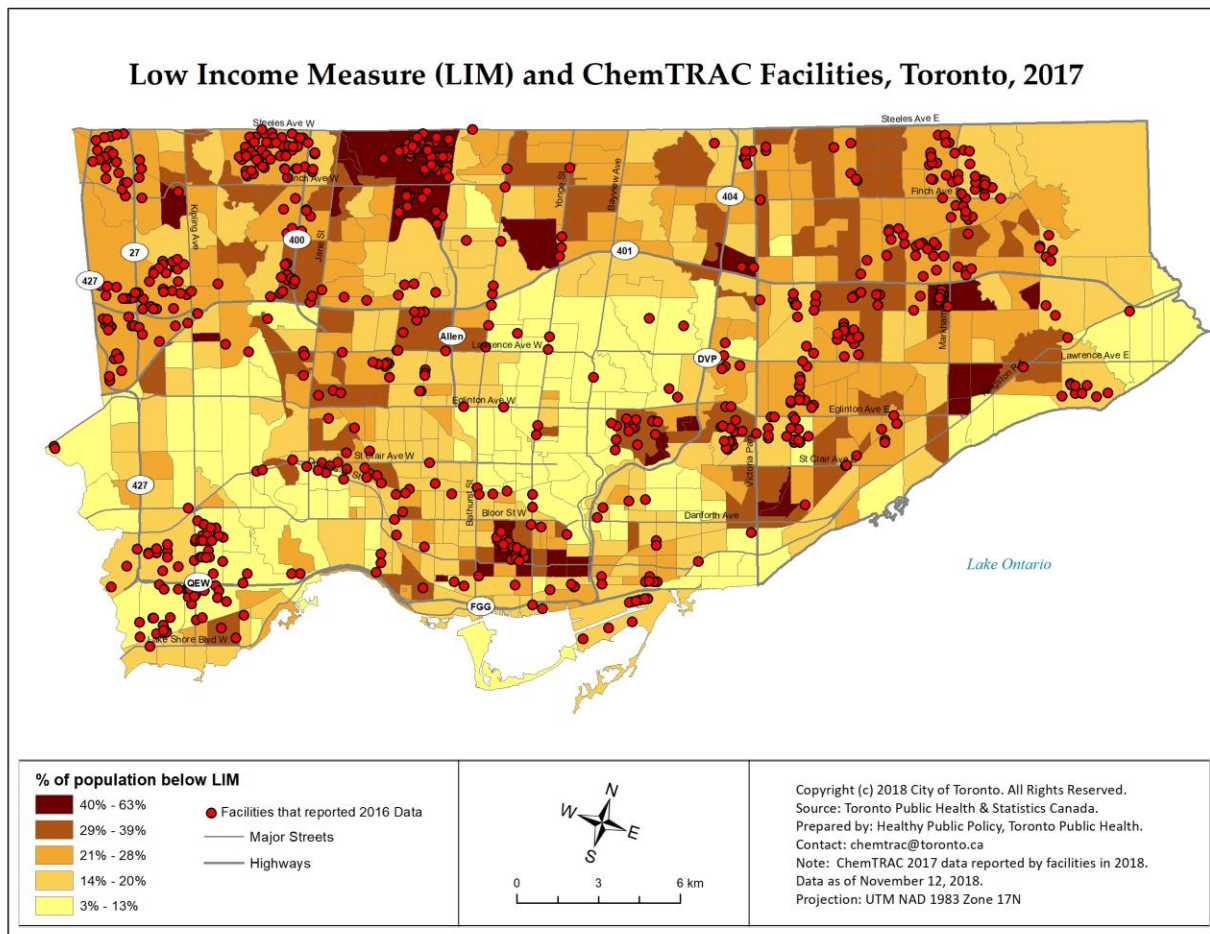 Low Income Measure (LIM) and ChemTRAC Facilities, Toronto, 2017
Steeles Ave W
Steeles Ave E
Finch Ave W
Finch Ave E
Kipling Ave
Jane St
Yonge St
Bayview Ave
404
27
400
401
427
Allen
Markham
DVP
Lawrence Ave W
Lawrence Ave E
Kingston Rd
Eglinton Ave W
Eglinton Ave E
Victoria Park
St Clair Ave W
St Clair Ave
427
Bathurst St
Bloor St W
Danforth Ave
Lake Ontario
QEW
FGG
Lake Shore Blvd W
% of population below LIM
40% - 63%
29% - 39%
21% - 28%
14% - 20%
3% - 13%
Facilities that reported 2016 Data
Major Streets
Highways
N
W
E
S
0 3 6 km
Copyright (c) 2018 City of Toronto. All Rights Reserved.
Source: Toronto Public Health & Statistics Canada.
Prepared by: Healthy Public Policy, Toronto Public Health.
Contact: chemtrac@toronto.ca
Note: ChemTRAC 2017 data reported by facilities in 2018.
Data as of November 12, 2018.
Projection: UTM NAD 1983 Zone 17N